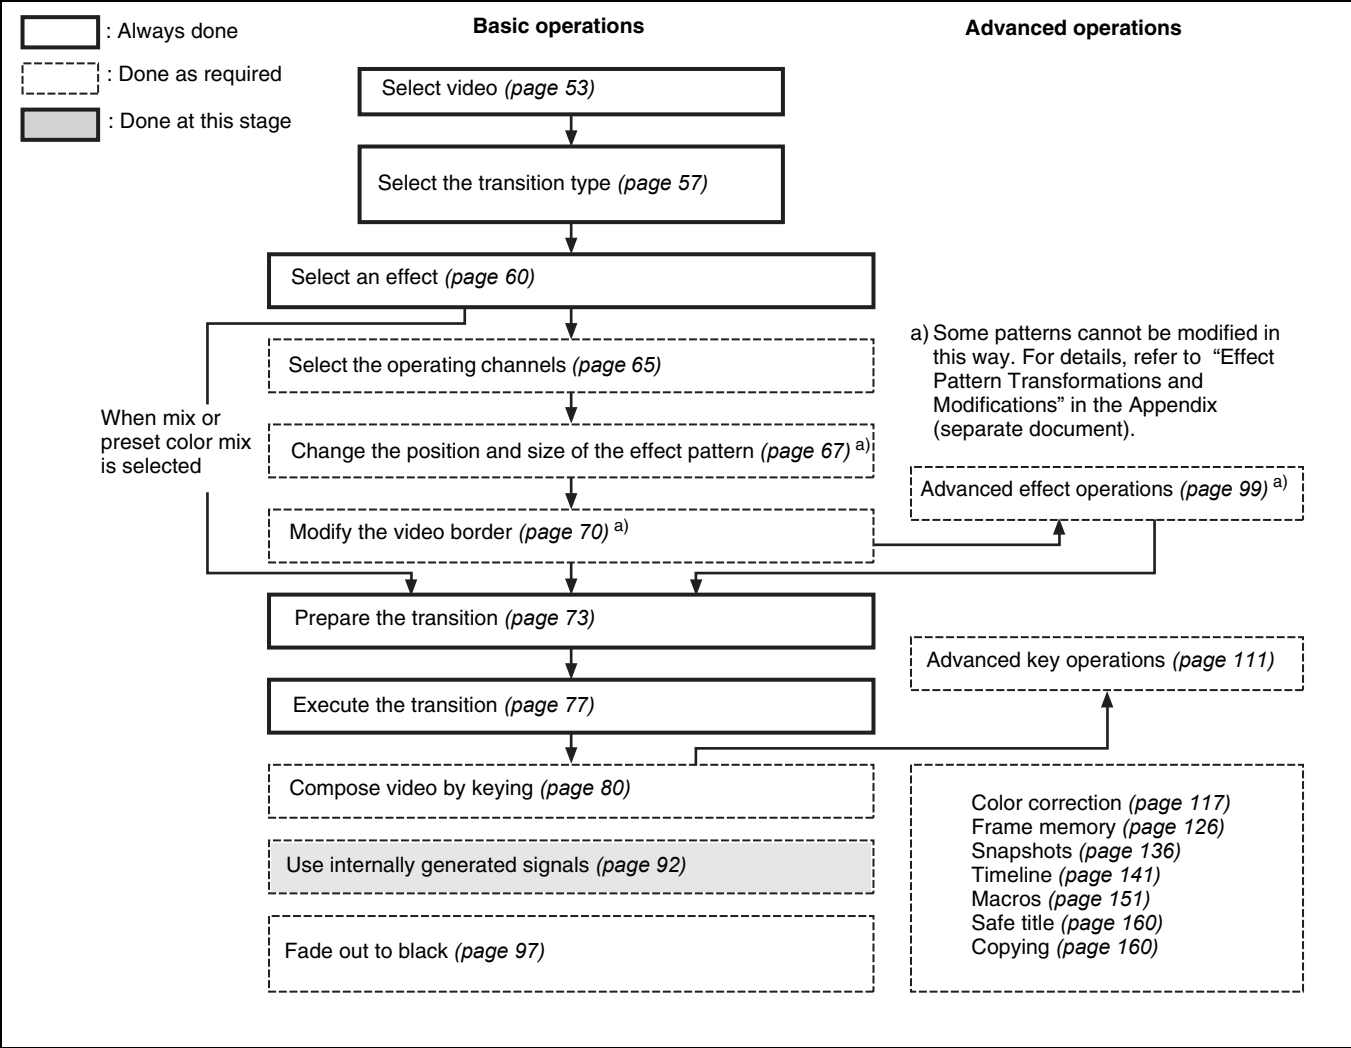 : Always done
: Done as required
: Done at this stage
Basic operations
Advanced operations
Select video (page 53)
Select the transition type (page 57)
Select an effect (page 60)
Select the operating channels (page 65)
When mix or
preset color mix
is selected
Change the position and size of the effect pattern (page 67) a)
Modify the video border (page 70) a)
a) Some patterns cannot be modified in
this way. For details, refer to “Effect
Pattern Transformations and
Modifications” in the Appendix
(separate document).
Advanced effect operations (page 99) a)
Prepare the transition (page 73)
Execute the transition (page 77)
Advanced key operations (page 111)
Compose video by keying (page 80)
Use internally generated signals (page 92)
Fade out to black (page 97)
Color correction (page 117)
Frame memory (page 126)
Snapshots (page 136)
Timeline (page 141)
Macros (page 151)
Safe title (page 160)
Copying (page 160)